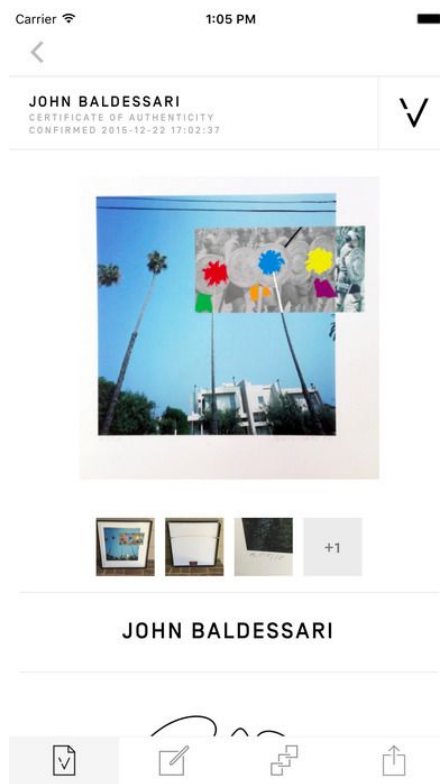 Carrier 1:05 PM
JOHN BALDESSARI
CERTIFICATE OF AUTHENTICITY
CONFIRMED 2015-12-22 17:02:37
+1
JOHN BALDESSARI